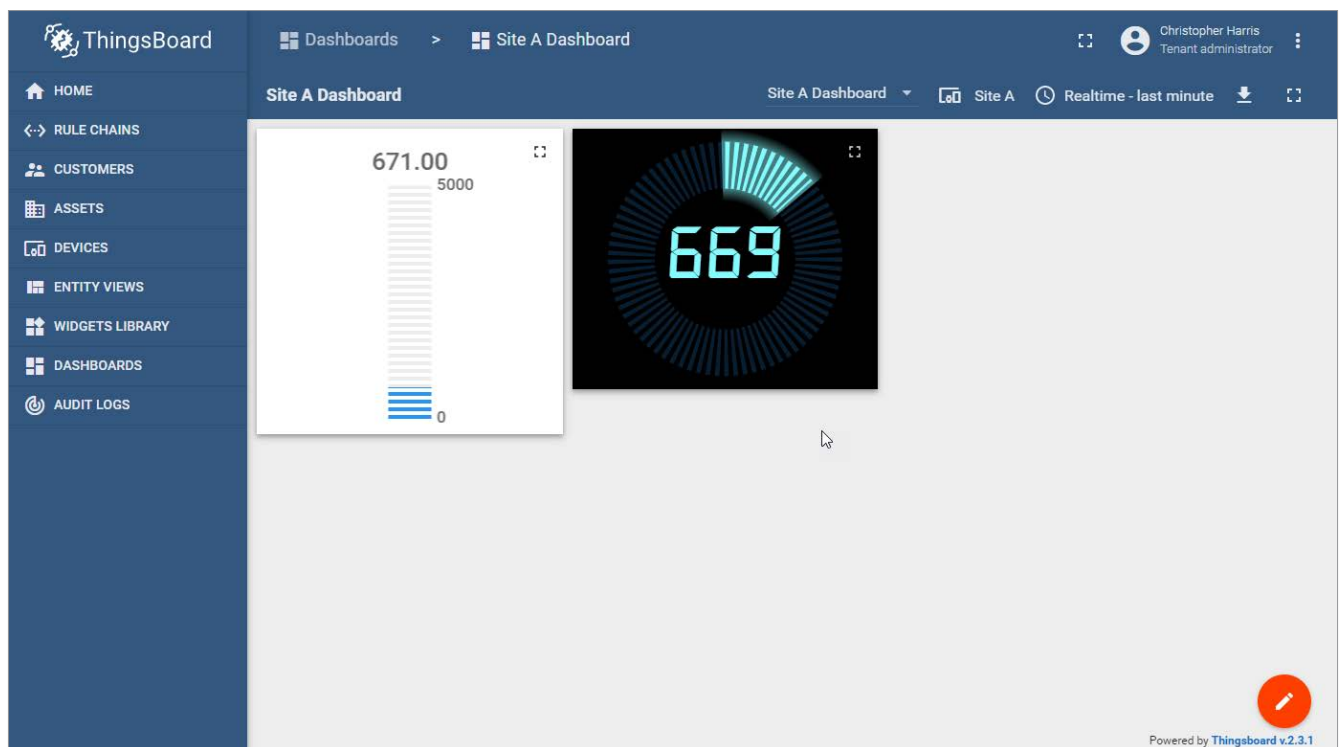 ThingsBoard
Dashboards > Site A Dashboard
Christopher Harris
Tenant administrator
HOME
RULE CHAINS
CUSTOMERS
ASSETS
DEVICES
ENTITY VIEWS
WIDGETS LIBRARY
DASHBOARDS
AUDIT LOGS
Site A Dashboard
Site A Dashboard
Site A
Realtime - last minute
671.00
5000
0
669
Powered by Thingsboard v.2.3.1